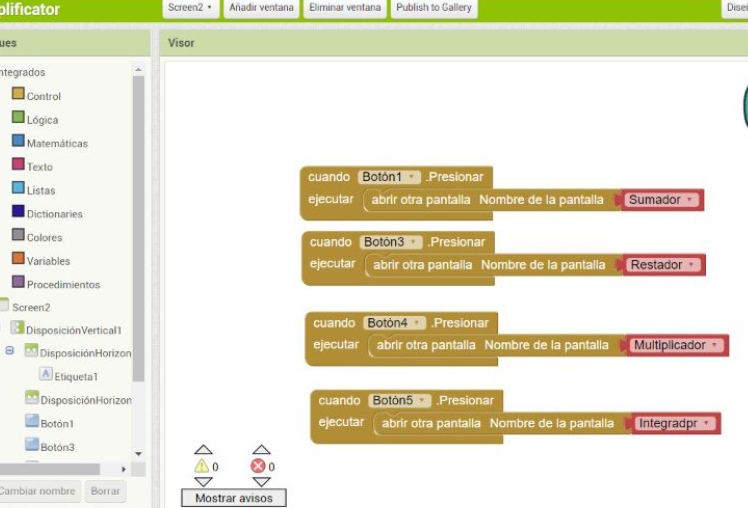 plificator
Screen2 Añadir ventana Eliminar ventana Publish to Gallery
ues
Visor
ntegrados
Control
Lógica
Matemáticas
Texto
Listas
Dictionaries
Colores
Variables
Procedimientos
Screen2
DisposiciónVertical1
DisposiciónHorizon
Etiqueta1
DisposiciónHorizon
Botón1
Botón3
Cambiar nombre Borrar
cuando Botón1 .Presionar
ejecutar abrir otra pantalla Nombre de la pantalla Sumador
cuando Botón3 .Presionar
ejecutar abrir otra pantalla Nombre de la pantalla Restador
cuando Botón4 .Presionar
ejecutar abrir otra pantalla Nombre de la pantalla Multiplicador
cuando Botón5 .Presionar
ejecutar abrir otra pantalla Nombre de la pantalla Integradpr
0 0
Mostrar avisos